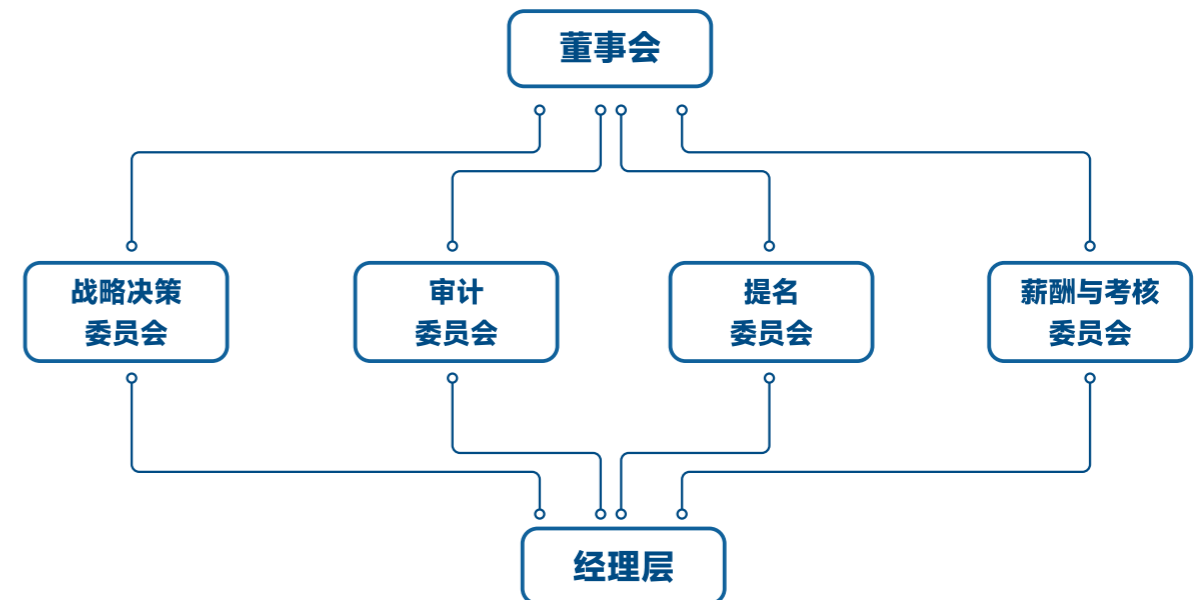 董事会
战略决策
委员会
审计
委员会
提名
委员会
薪酬与考核
委员会
经理层